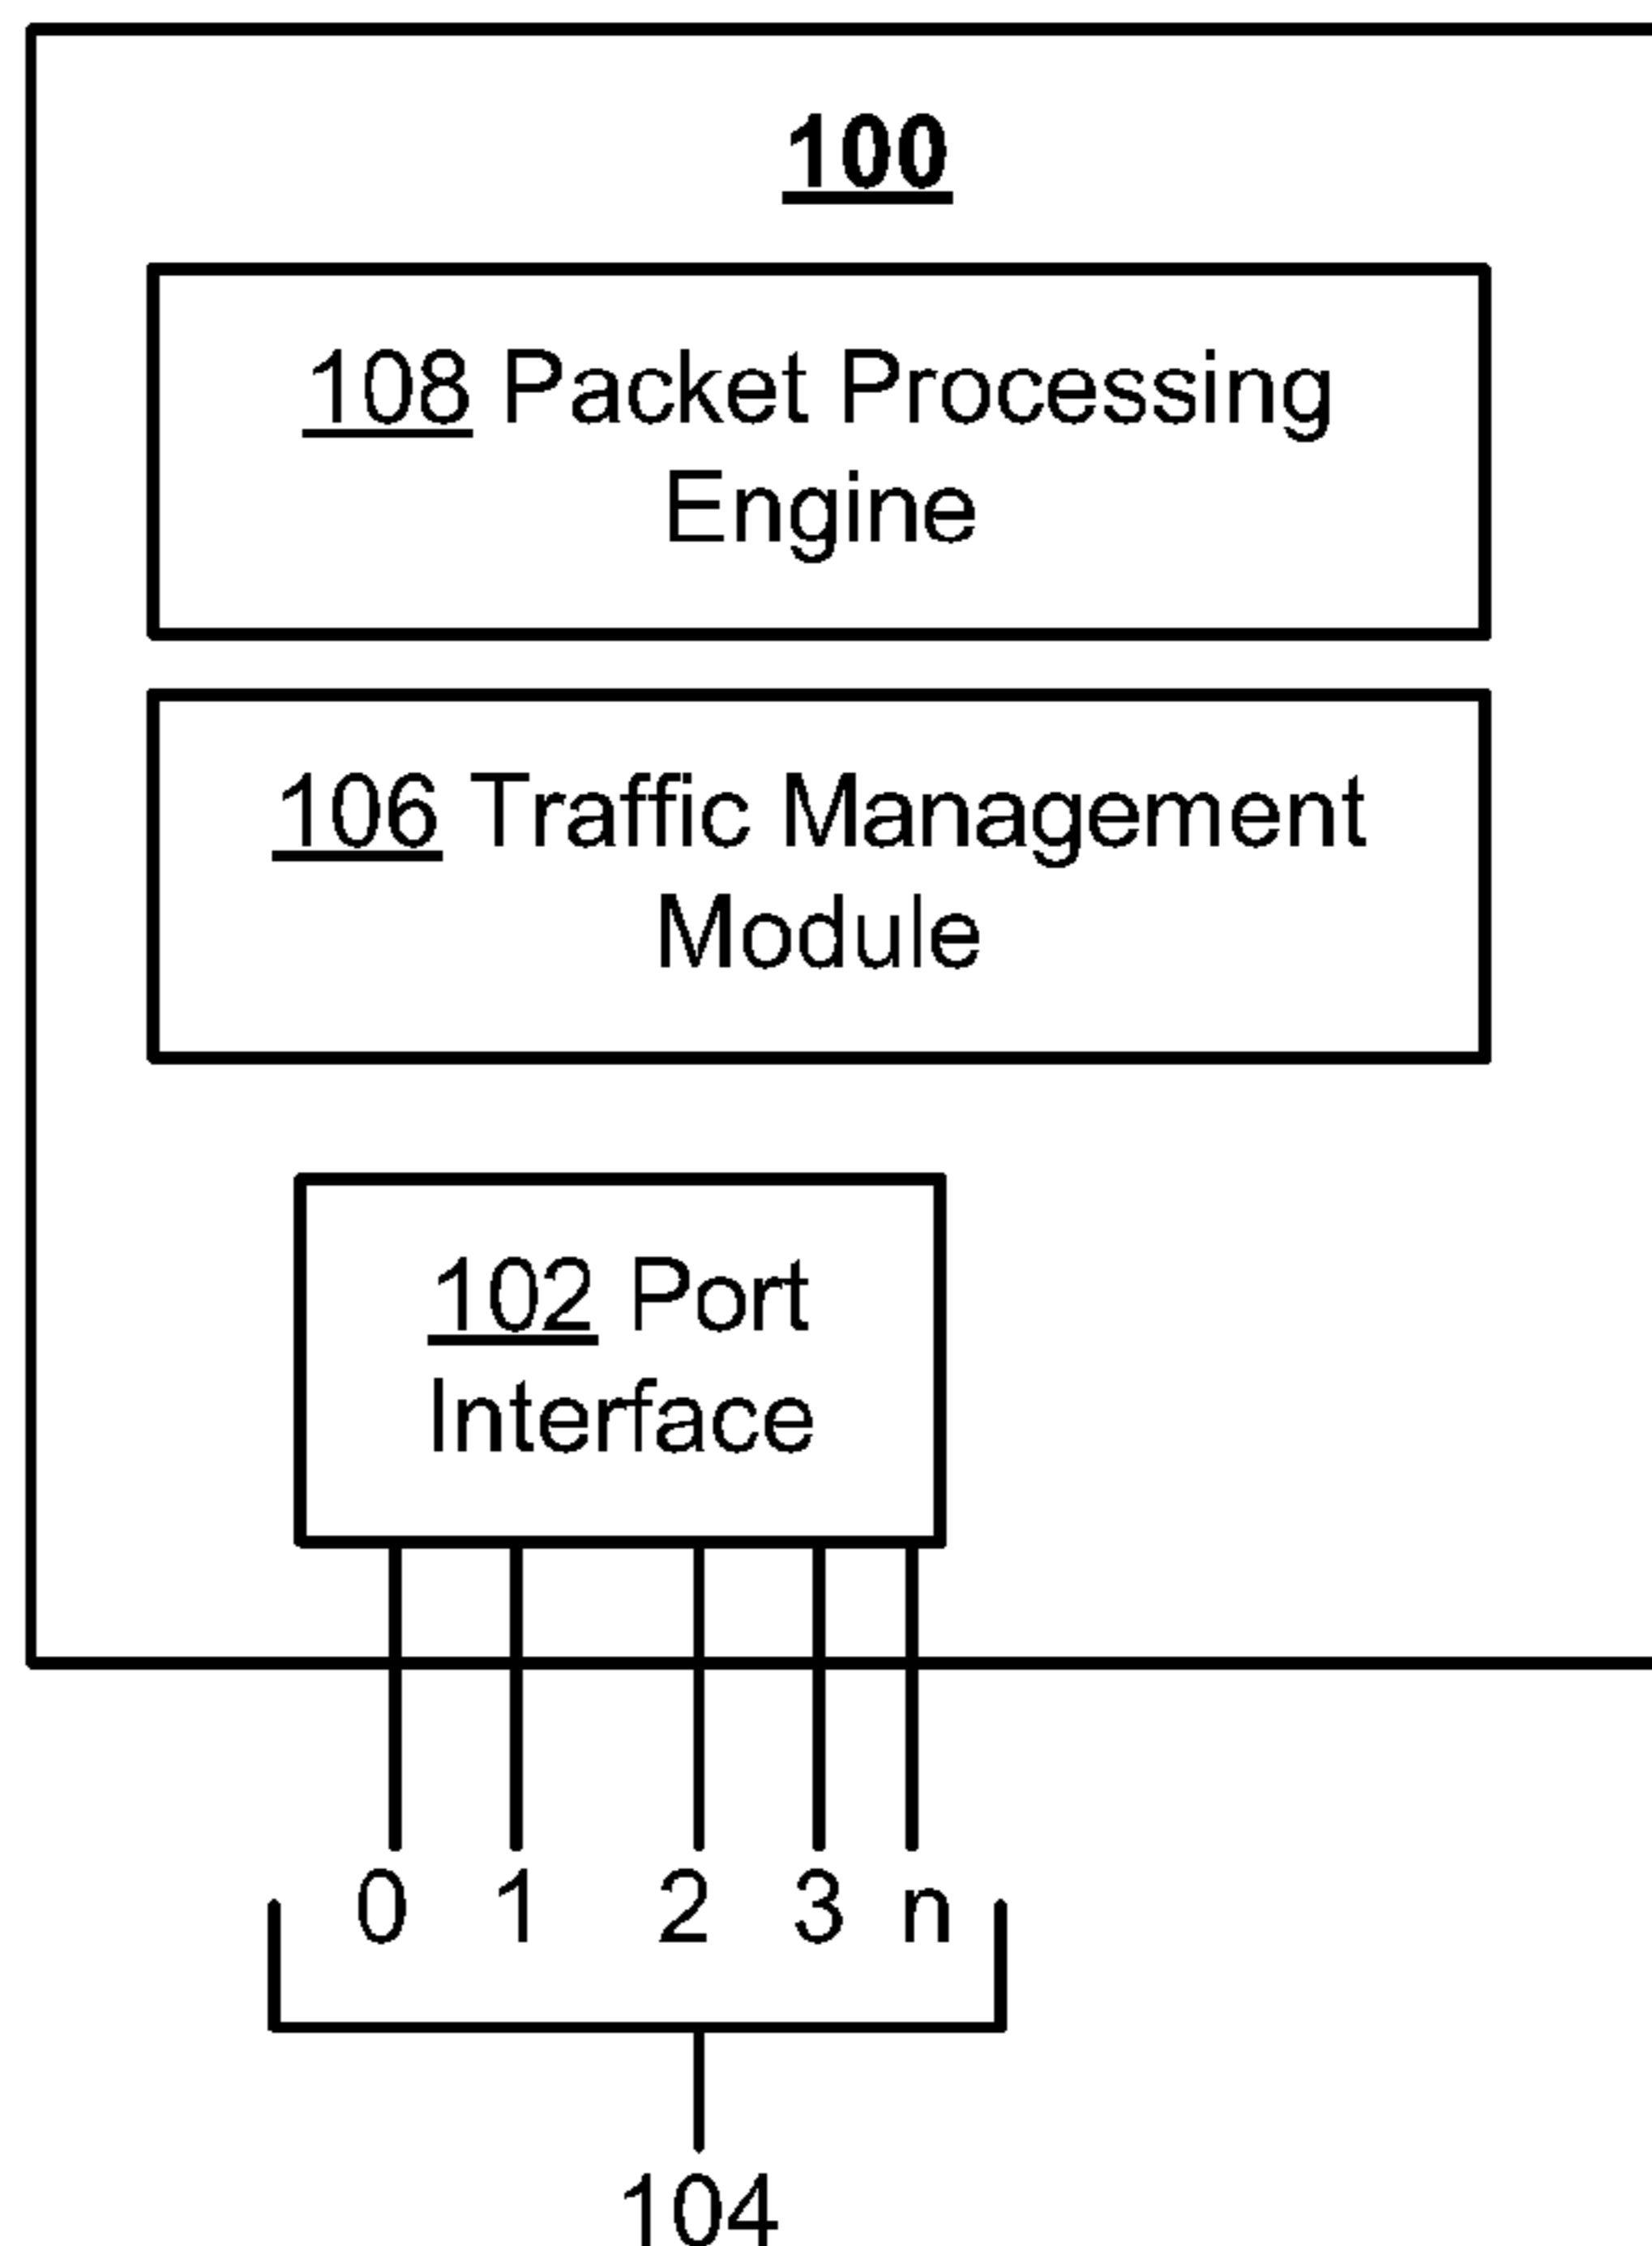 100
108 Packet Processing
Engine
106 Traffic Management
Module
102 Port
Interface
0 1 2 3 n
104